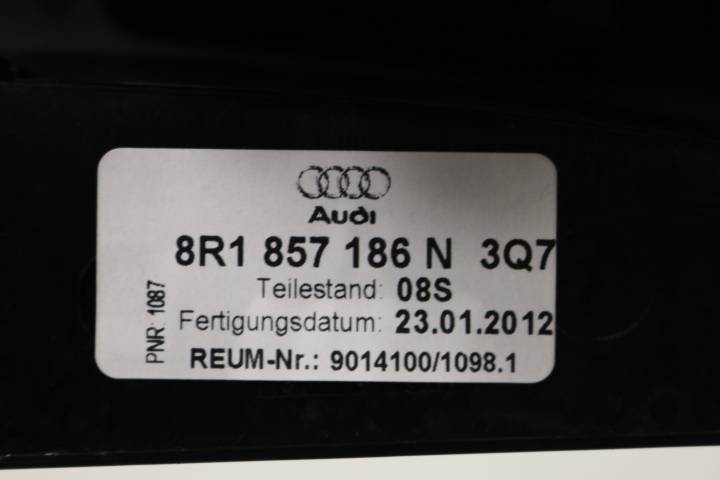 Audi
8R1 857 186 N 3Q7
Teilestand: 08S
Fertigungsdatum: 23.01.2012
REUM-Nr.: 9014100/1098.1
PNR: 1087